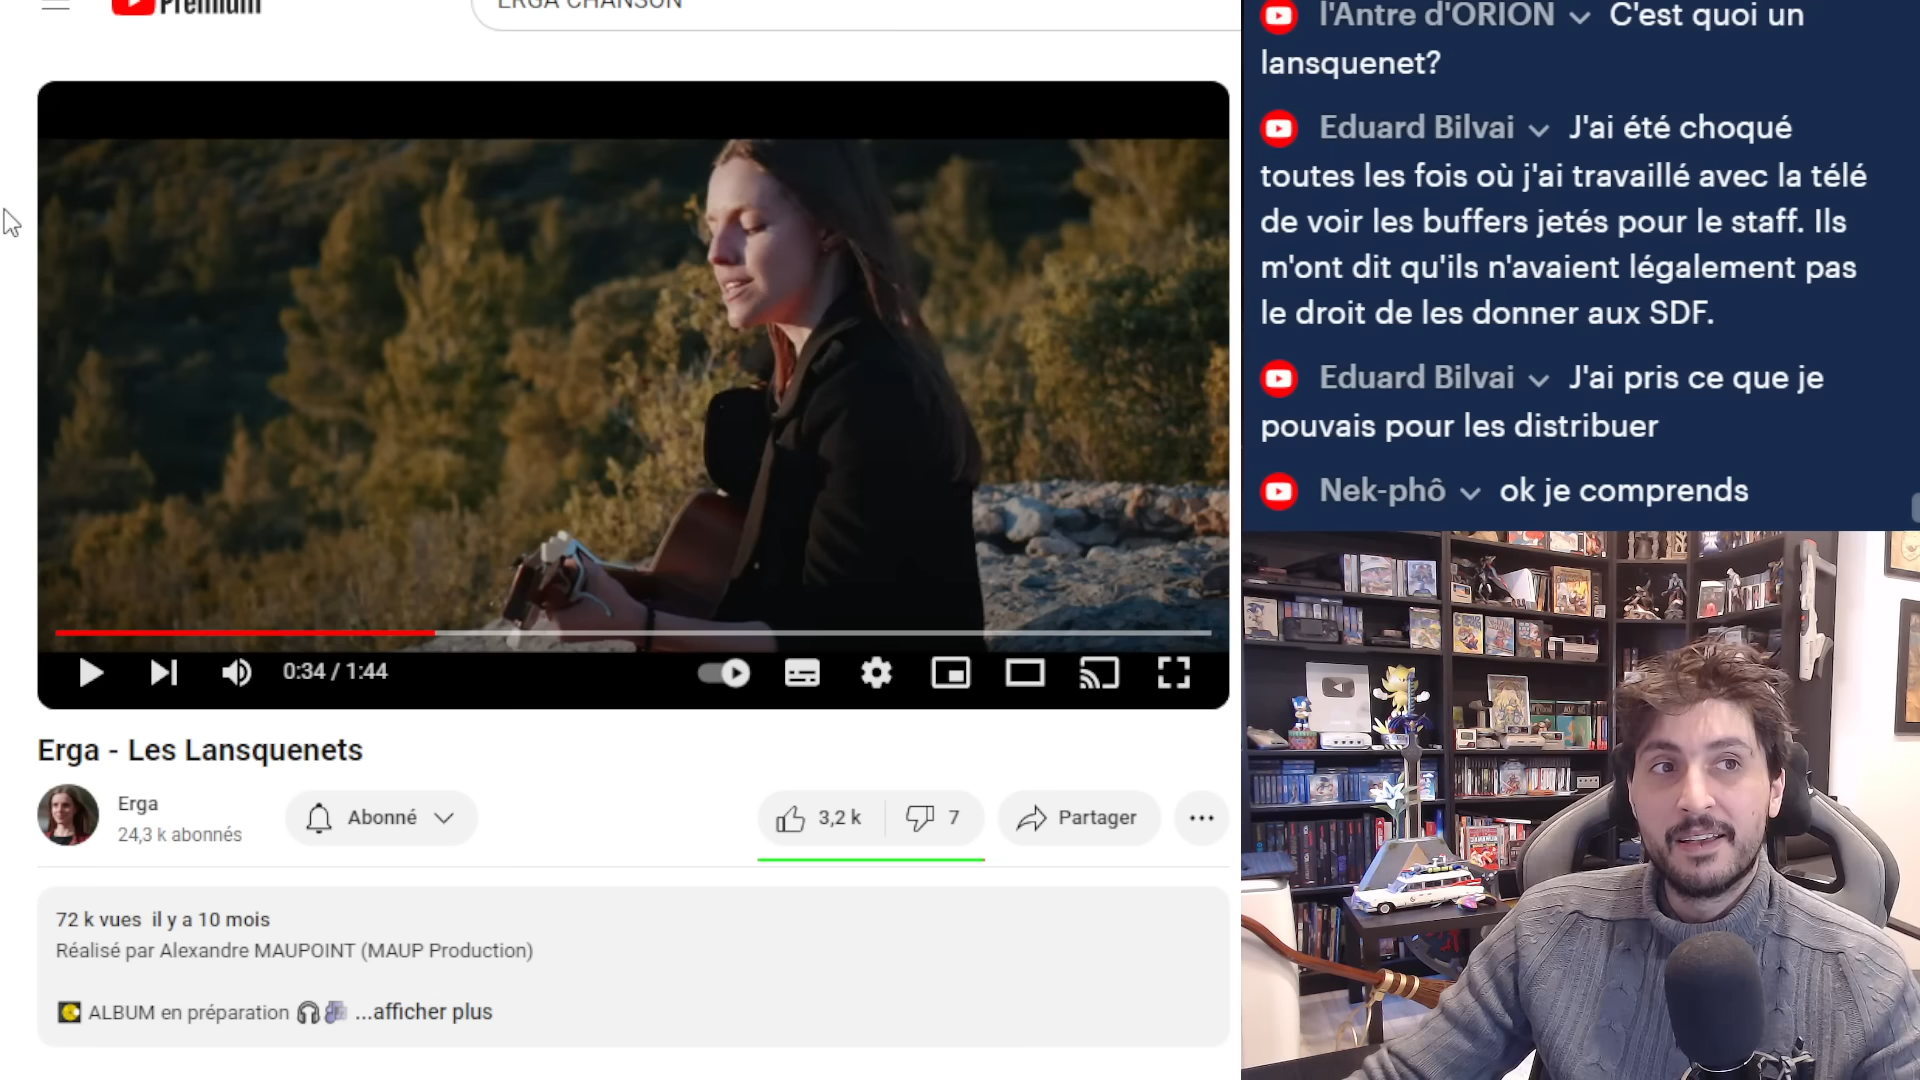 Premium
ERGA CHANSON
0:34 / 1:44
Erga - Les Lansquenets
Erga
24,3 k abonnés
Abonné
3,2 k
7
Partager
72 k vues il y a 10 mois
Réalisé par Alexandre MAUPOINT (MAUP Production)
ALBUM en préparation ...afficher plus
l'Antre d'ORION C'est quoi un
lansquenet?
Eduard Bilvai J'ai été choqué
toutes les fois où j'ai travaillé avec la télé
de voir les buffers jetés pour le staff. Ils
m'ont dit qu'ils n'avaient légalement pas
le droit de les donner aux SDF.
Eduard Bilvai J'ai pris ce que je
pouvais pour les distribuer
Nek-phô ok je comprends